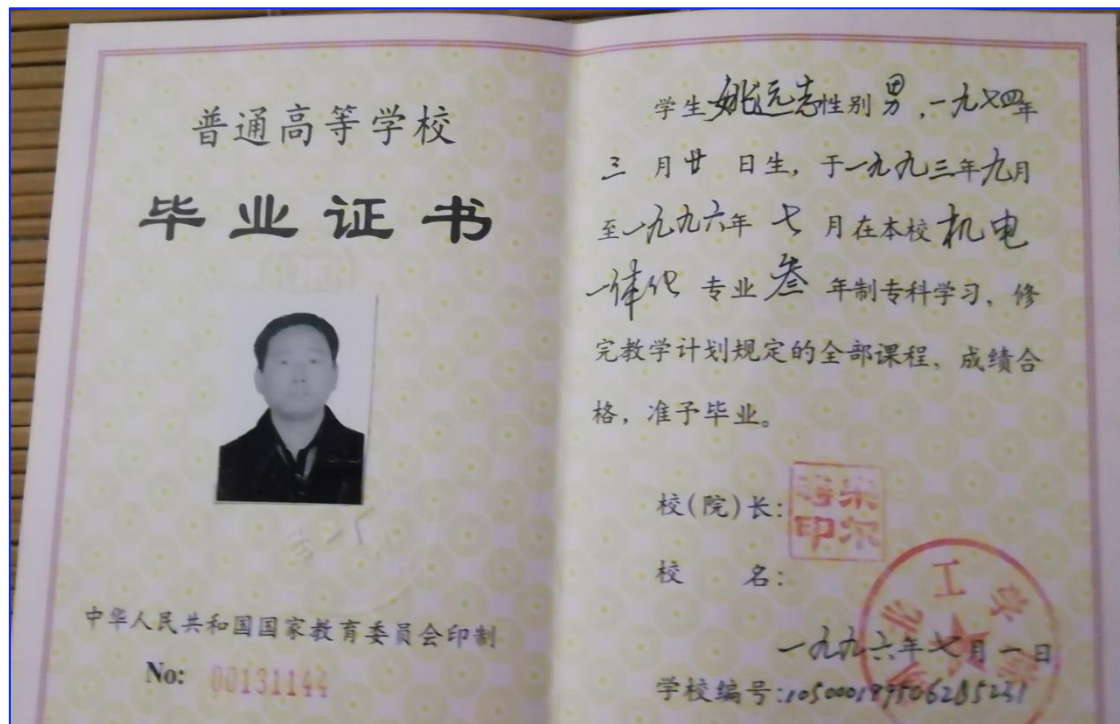 普通高等学校
毕业证书
中华人民共和国国家教育委员会印制
No: 00131144
学生姚远志性别男,一九七四年
三月廿日生,于一九九三年九月
至一九九六年七月在本校机电
一体化专业叁年制专科学习,修
完教学计划规定的全部课程,成绩合
格,准予毕业。
校(院)长:
校名:
北工学
一九九六年七月一日
学校编号: